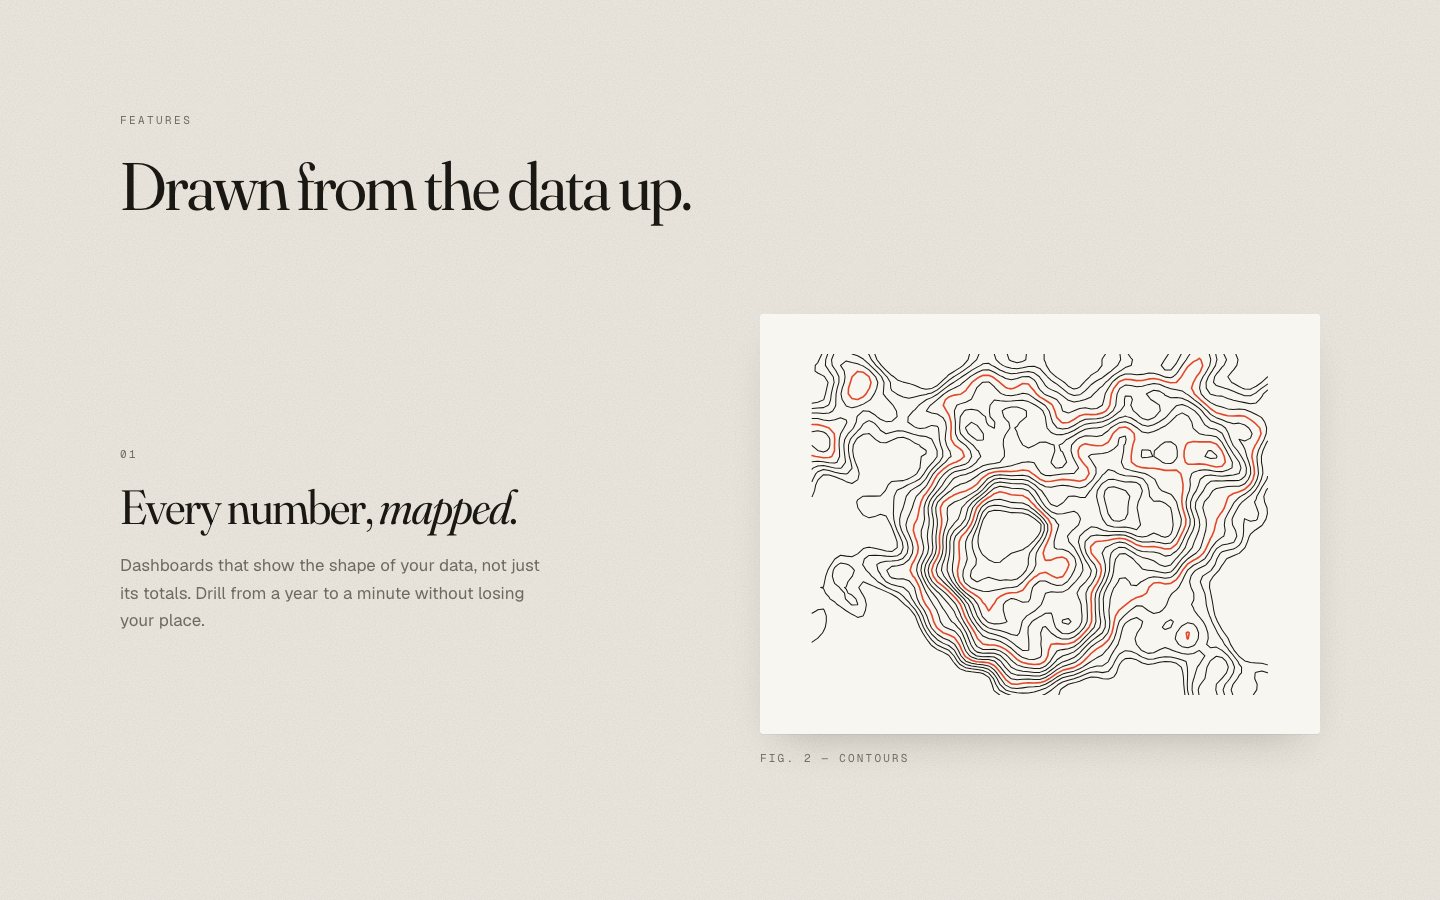 FEATURES
Drawn from the data up.
01
Every number, mapped.
Dashboards that show the shape of your data, not just
its totals. Drill from a year to a minute without losing
your place.
FIG. 2 — CONTOURS